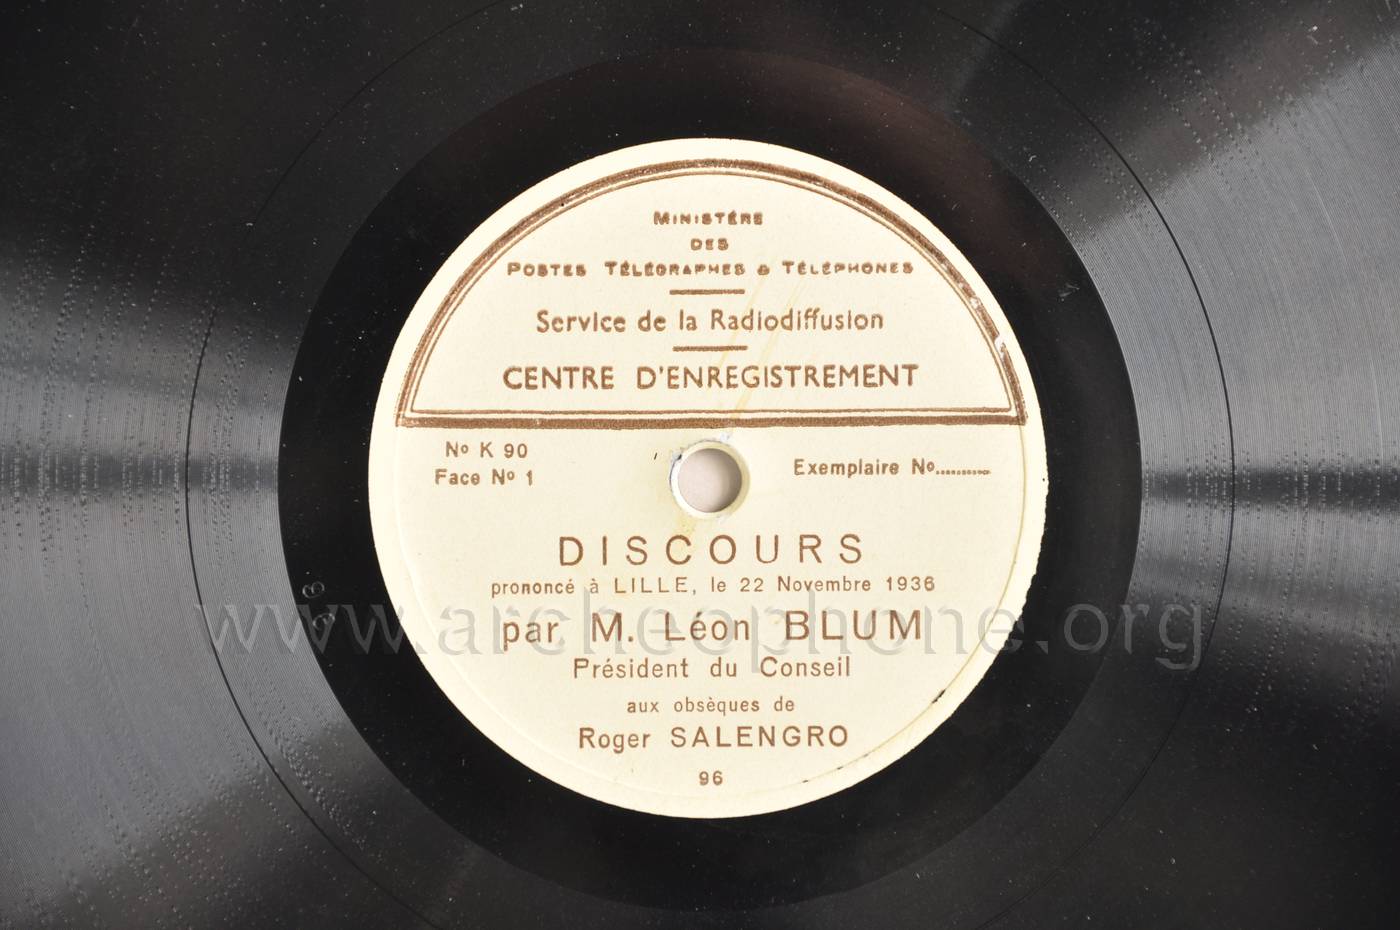 MINISTÈRE
DES
POSTES TÉLÉGRAPHES & TÉLÉPHONES
Service de la Radiodiffusion
CENTRE D'ENREGISTREMENT
No K 90
Face No 1
Exemplaire No...........
DISCOURS
prononcé à LILLE, le 22 Novembre 1936
par M. Léon BLUM
Président du Conseil
aux obsèques de
Roger SALENGRO
96
www.archeophone.org